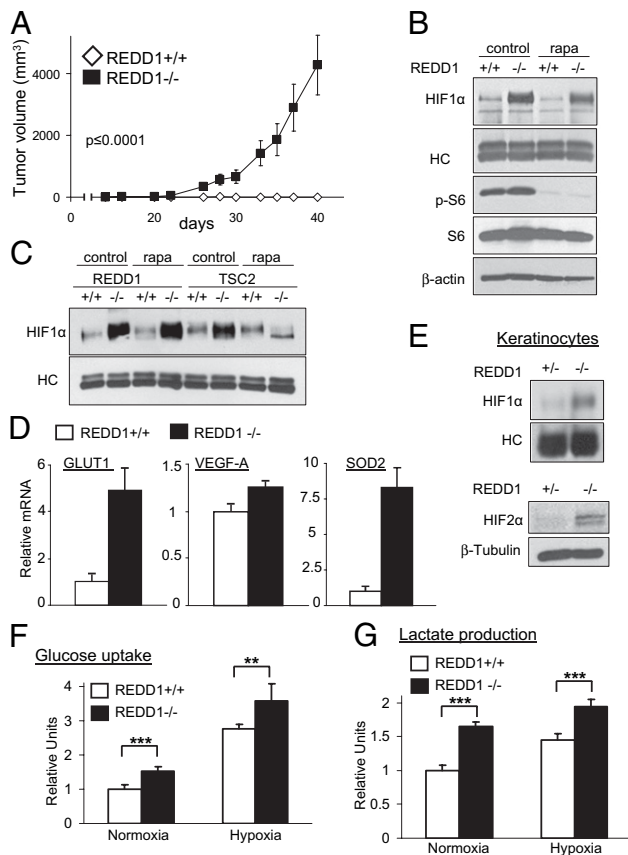 A
Tumor volume (mm³)
4000
2000
0
REDD1+/+
REDD1-/-
p≤0.0001
0 20 30 40
days
B
control rapa
REDD1 +/+ -/- +/+ -/-
HIF1α
HC
p-S6
S6
β-actin
C
control rapa control rapa
REDD1 TSC2
+/+ -/- +/+ -/- +/+ -/- +/+ -/-
HIF1α
HC
D
REDD1+/+ REDD1 -/-
Relative mRNA
GLUT1
6
4
2
0
VEGF-A
1.5
1
0.5
0
SOD2
10
7.5
5
2.5
0
E
Keratinocytes
REDD1 +/- -/-
HIF1α
HC
REDD1 +/- -/-
HIF2α
β-Tubulin
F
Glucose uptake
REDD1+/+
REDD1-/-
Relative Units
4
3
2
1
0
*** **
Normoxia Hypoxia
G
Lactate production
REDD1+/+
REDD1 -/-
Relative Units
2
1.5
1
0.5
0
*** ***
Normoxia Hypoxia